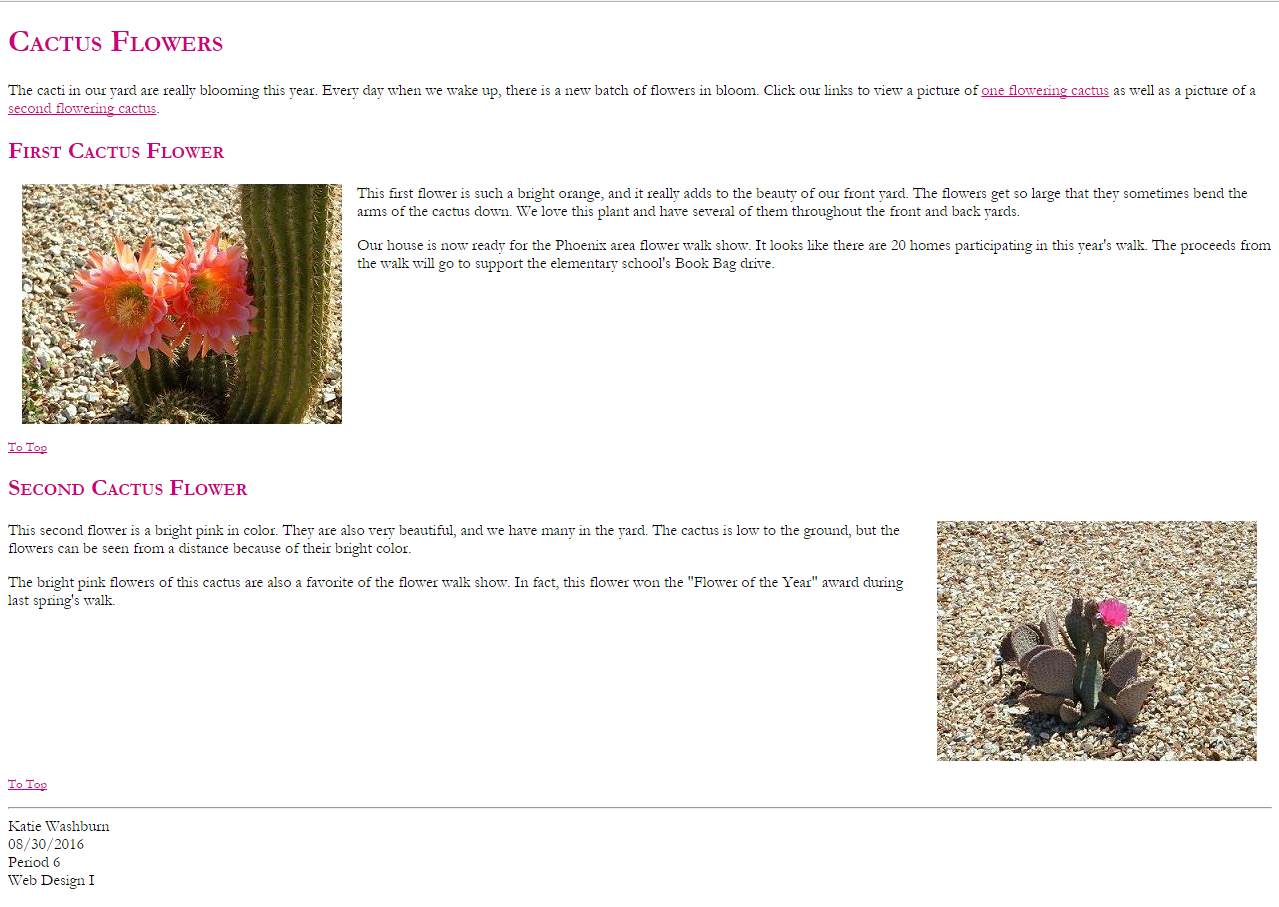 Cactus Flowers
The cacti in our yard are really blooming this year. Every day when we wake up, there is a new batch of flowers in bloom. Click our links to view a picture of one flowering cactus as well as a picture of a
second flowering cactus.
First Cactus Flower
This first flower is such a bright orange, and it really adds to the beauty of our front yard. The flowers get so large that they sometimes bend the
arms of the cactus down. We love this plant and have several of them throughout the front and back yards.
Our house is now ready for the Phoenix area flower walk show. It looks like there are 20 homes participating in this year's walk. The proceeds from
the walk will go to support the elementary school's Book Bag drive.
To Top
Second Cactus Flower
This second flower is a bright pink in color. They are also very beautiful, and we have many in the yard. The cactus is low to the ground, but the
flowers can be seen from a distance because of their bright color.
The bright pink flowers of this cactus are also a favorite of the flower walk show. In fact, this flower won the "Flower of the Year" award during
last spring's walk.
To Top
Katie Washburn
08/30/2016
Period 6
Web Design I